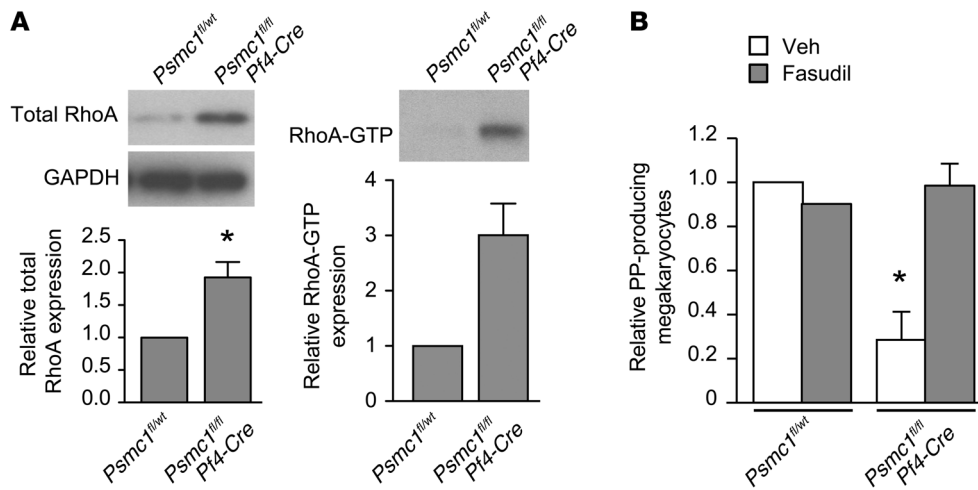 A
Psmc1fl/wt
Psmc1fl/fl
Pf4-Cre
Total RhoA
GAPDH
Relative total
RhoA expression
2.5
2.0
1.5
1.0
0.5
0.0
*
Psmc1fl/wt
Psmc1fl/fl
Pf4-Cre
Psmc1fl/wt
Psmc1fl/fl
Pf4-Cre
RhoA-GTP
Relative RhoA-GTP
expression
4
3
2
1
0
Psmc1fl/wt
Psmc1fl/fl
Pf4-Cre
B
Veh
Fasudil
Relative PP-producing
megakaryocytes
1.2
1.0
0.8
0.6
0.4
0.2
0
*
Psmc1fl/wt
Psmc1fl/fl
Pf4-Cre